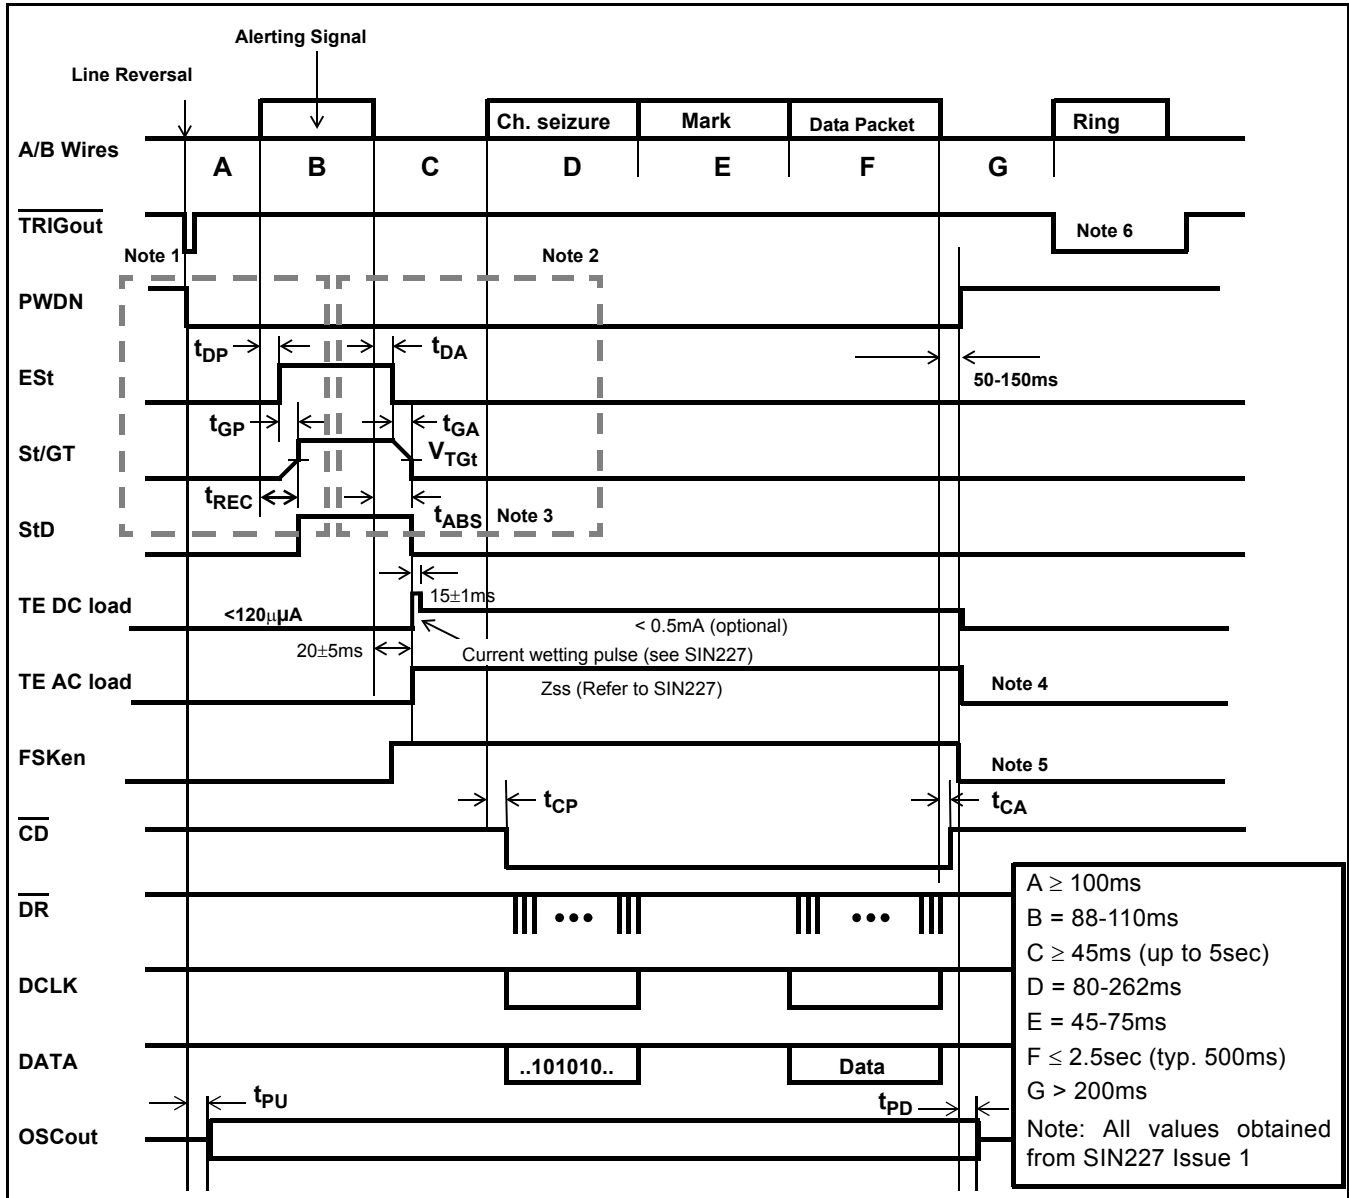 Alerting Signal
Line Reversal
A/B Wires
Ch. seizure
Mark
Data Packet
Ring
A
B
C
D
E
F
G
TRIGout
Note 6
Note 1
Note 2
PWDN
tDP
tDA
ESt
50-150ms
tGP
tGA
St/GT
VTGt
tREC
tABS
Note 3
StD
TE DC load
<120μµA
15±1ms
< 0.5mA (optional)
20±5ms
Current wetting pulse (see SIN227)
TE AC load
Zss (Refer to SIN227)
Note 4
FSKen
Note 5
tCP
tCA
CD
DR
•••
•••
DCLK
DATA
..101010..
Data
tPU
tPD
OSCout
A ≥ 100ms
B = 88-110ms
C ≥ 45ms (up to 5sec)
D = 80-262ms
E = 45-75ms
F ≤ 2.5sec (typ. 500ms)
G > 200ms
Note: All values obtained
from SIN227 Issue 1